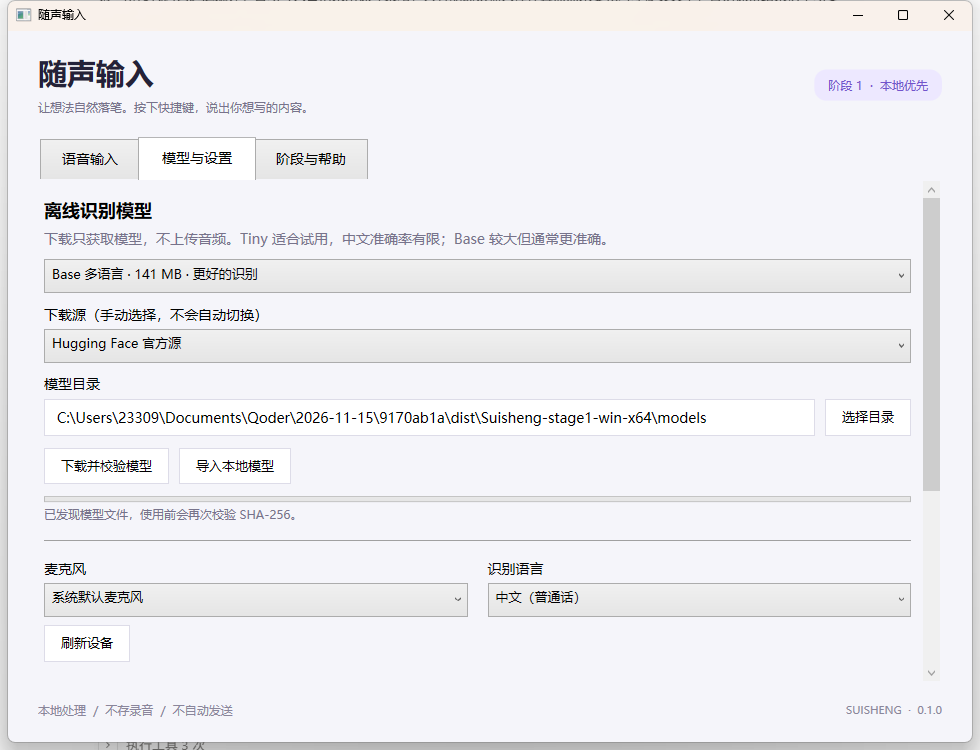 随声输入
随声输入
让想法自然落笔。按下快捷键，说出你想写的内容。
阶段 1 · 本地优先
语音输入 模型与设置 阶段与帮助
离线识别模型
下载只获取模型，不上传音频。Tiny 适合试用，中文准确率有限；Base 较大但通常更准确。
Base 多语言 · 141 MB · 更好的识别
下载源（手动选择，不会自动切换）
Hugging Face 官方源
模型目录
C:\Users\23309\Documents\Qoder\2026-11-15\9170ab1a\dist\Suisheng-stage1-win-x64\models 选择目录
下载并校验模型 导入本地模型
已发现模型文件，使用前会再次校验 SHA-256。
麦克风 识别语言
系统默认麦克风 中文（普通话）
刷新设备
本地处理 / 不存录音 / 不自动发送 SUISHENG · 0.1.0
执行工具 3 次